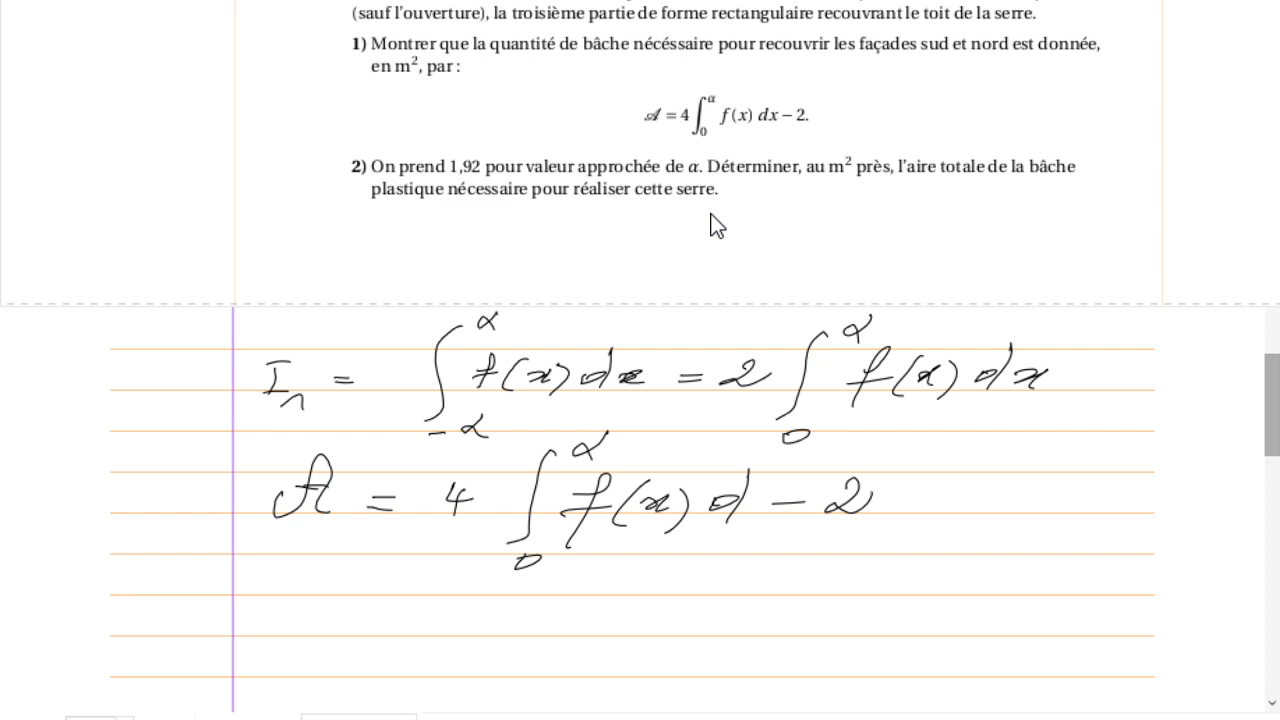 (sauf l'ouverture), la troisième partie de forme rectangulaire recouvrant le toit de la serre.
1) Montrer que la quantité de bâche nécéssaire pour recouvrir les façades sud et nord est donnée,
en m², par :
𝒜 = 4 ∫₀^α f(x) dx − 2.
2) On prend 1,92 pour valeur approchée de α. Déterminer, au m² près, l'aire totale de la bâche
plastique nécessaire pour réaliser cette serre.
I₁ = ∫₋α^α f(x) dx = 2 ∫₀^α f(x) dx
𝒜 = 4 ∫₀^α f(x) d − 2